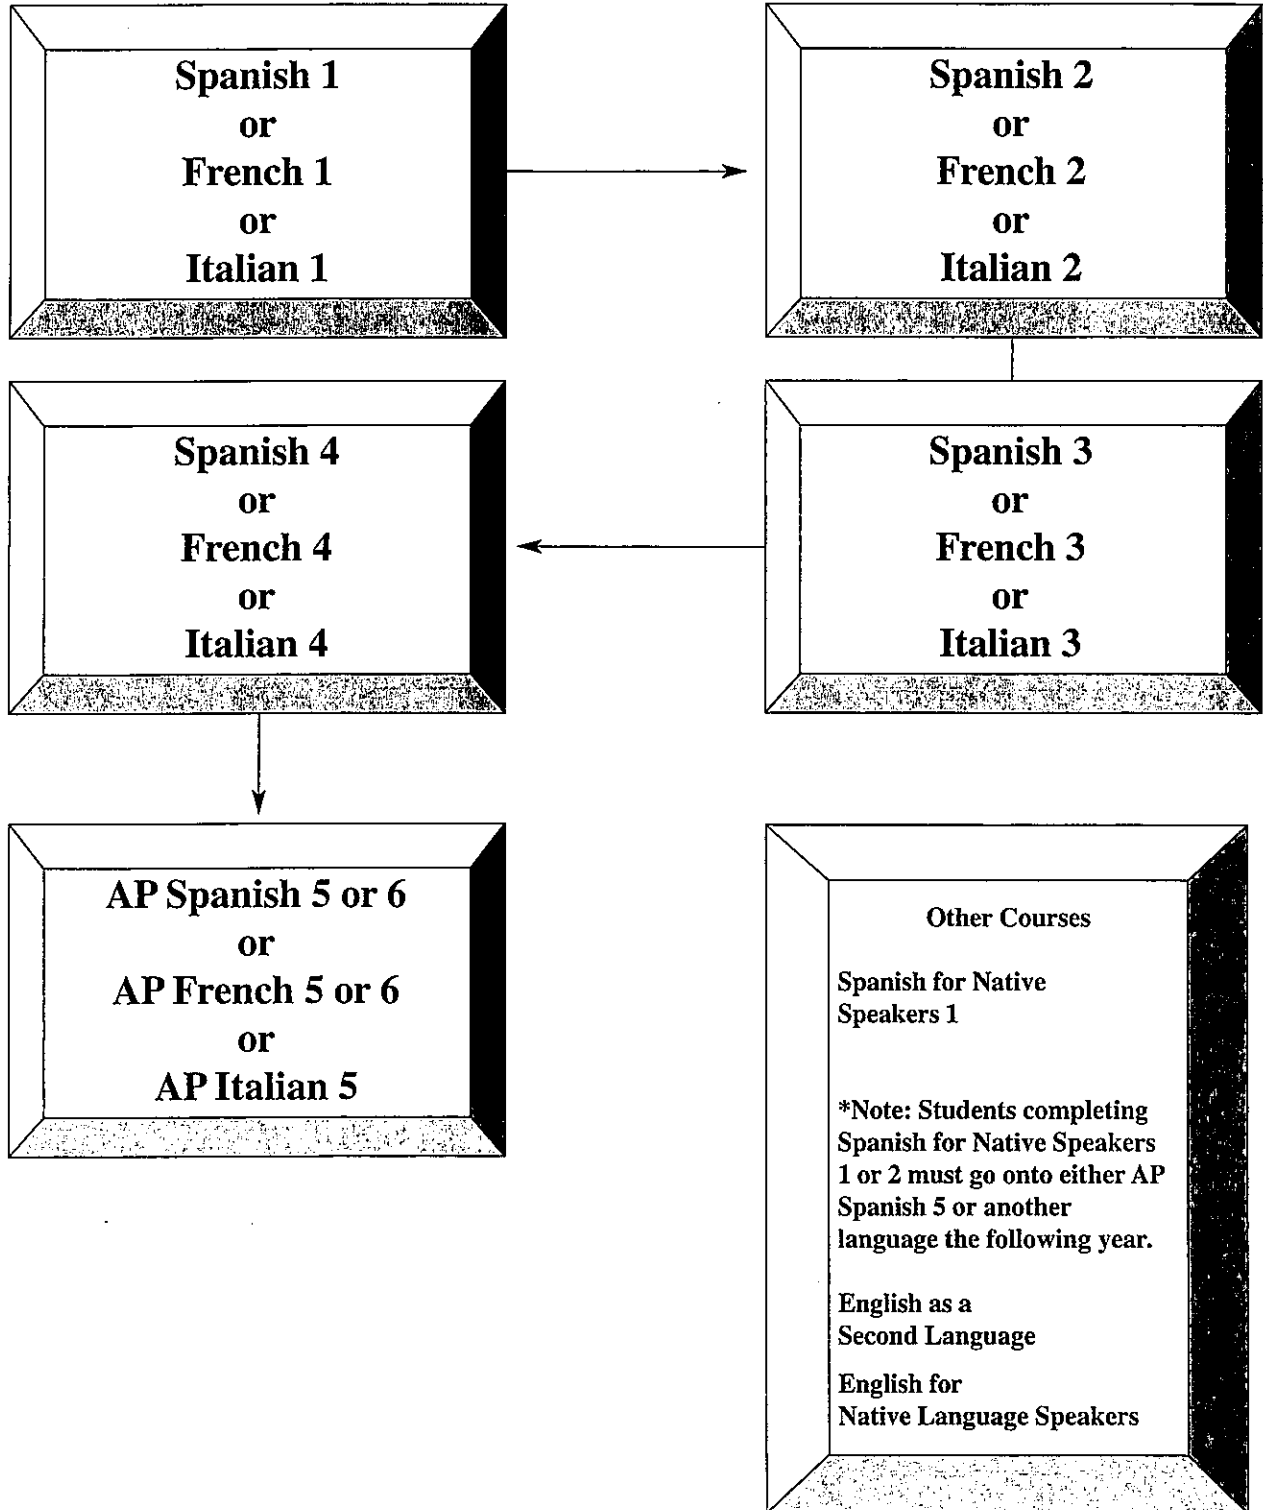 Spanish 1
or
French 1
or
Italian 1
Spanish 2
or
French 2
or
Italian 2
Spanish 3
or
French 3
or
Italian 3
Spanish 4
or
French 4
or
Italian 4
AP Spanish 5 or 6
or
AP French 5 or 6
or
AP Italian 5
Other Courses
Spanish for Native
Speakers 1
*Note: Students completing
Spanish for Native Speakers
1 or 2 must go onto either AP
Spanish 5 or another
language the following year.
English as a
Second Language
English for
Native Language Speakers